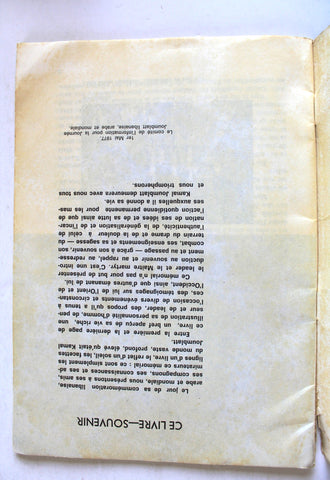 CE LIVRE—SOUVENIR
Le jour de sa commémoration libanaise,
arabe et mondiale, nous présentons à ses amis,
ses compagnons, ses connaissances et ses ad-
mirateurs ce mémorial : ce sont simplement les
lignes d'un livre, le reflet d'un soleil, les facettes
du monde vaste, profond, élevé qu'était Kamal
Joumblatt.
Entre la première et la dernière page de
ce livre, un bref aperçu de sa vie riche, une
illustration de sa personnalité d'homme, de pen-
seur et de leader, des propos qu'il a tenus à
l'occasion de divers événements et circonstan-
ces, des témoignages sur lui de l'Orient et de
l'Occident, ainsi que d'autres émanant de lui.
Ce mémorial n'a pas pour but de présenter
le leader et le Maître martyr. C'est une intro-
duction au souvenir et au rappel, au redresse-
ment et au passage — grâce à son souvenir, son
combat, ses enseignements et sa sagesse — du
terrain du drame et de la douleur à celui de
l'authenticité, de la généralisation et de l'incar-
nation de ses idées et de sa lutte ainsi que de
l'action quotidienne permanente pour les mas-
ses auxquelles il a donné sa vie.
Kamal Joumblatt demeurera avec nous tous
et nous triompherons.
1er Mai 1977.
Le comité de l'information pour la Journée
Joumblatt libanaise, arabe et mondiale.